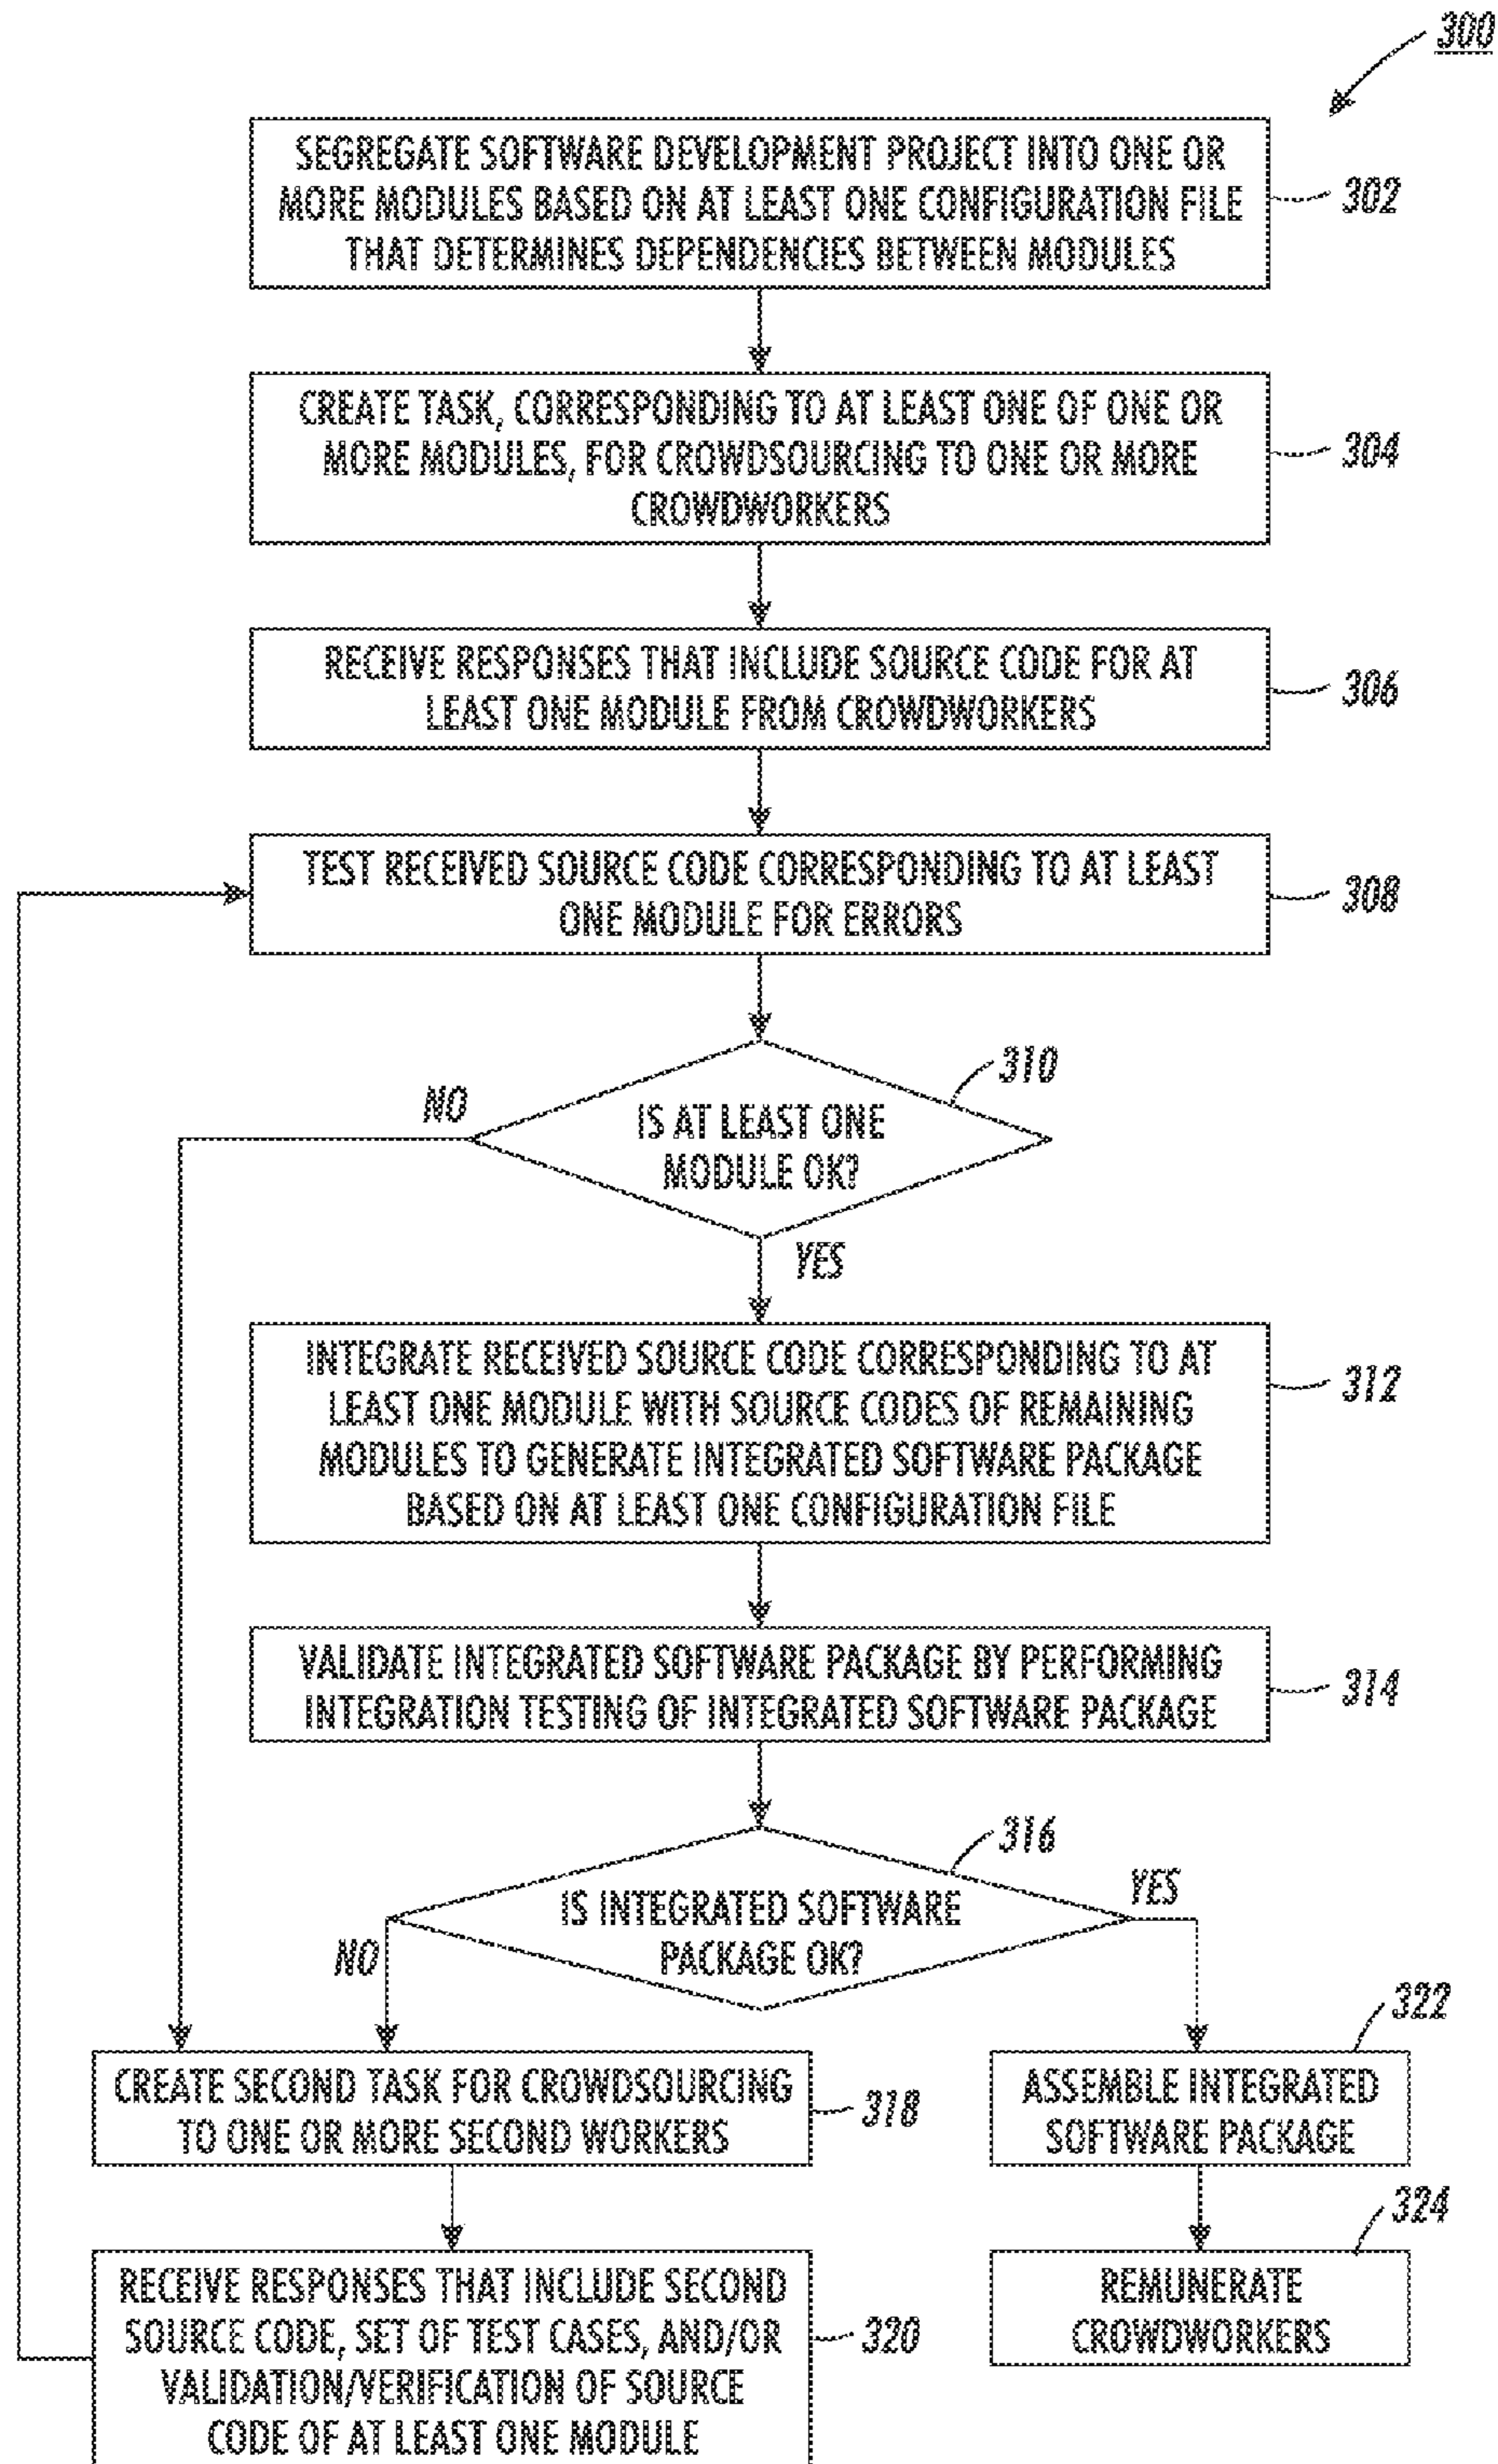 300
SEGREGATE SOFTWARE DEVELOPMENT PROJECT INTO ONE OR
MORE MODULES BASED ON AT LEAST ONE CONFIGURATION FILE
THAT DETERMINES DEPENDENCIES BETWEEN MODULES
302
CREATE TASK, CORRESPONDING TO AT LEAST ONE OF ONE OR
MORE MODULES, FOR CROWDSOURCING TO ONE OR MORE
CROWDWORKERS
304
RECEIVE RESPONSES THAT INCLUDE SOURCE CODE FOR AT
LEAST ONE MODULE FROM CROWDWORKERS
306
TEST RECEIVED SOURCE CODE CORRESPONDING TO AT LEAST
ONE MODULE FOR ERRORS
308
310
NO
IS AT LEAST ONE
MODULE OK?
YES
INTEGRATE RECEIVED SOURCE CODE CORRESPONDING TO AT
LEAST ONE MODULE WITH SOURCE CODES OF REMAINING
MODULES TO GENERATE INTEGRATED SOFTWARE PACKAGE
BASED ON AT LEAST ONE CONFIGURATION FILE
312
VALIDATE INTEGRATED SOFTWARE PACKAGE BY PERFORMING
INTEGRATION TESTING OF INTEGRATED SOFTWARE PACKAGE
314
316
YES
IS INTEGRATED SOFTWARE
PACKAGE OK?
NO
322
CREATE SECOND TASK FOR CROWDSOURCING
TO ONE OR MORE SECOND WORKERS
318
ASSEMBLE INTEGRATED
SOFTWARE PACKAGE
324
RECEIVE RESPONSES THAT INCLUDE SECOND
SOURCE CODE, SET OF TEST CASES, AND/OR
VALIDATION/VERIFICATION OF SOURCE
CODE OF AT LEAST ONE MODULE
320
REMUNERATE
CROWDWORKERS